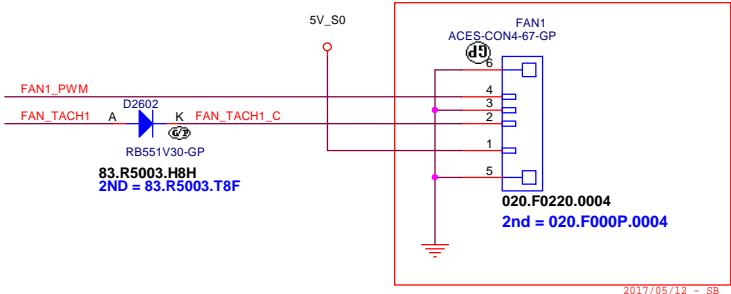 5V_S0
FAN1
ACES-CON4-67-GP
GP
6
FAN1_PWM
4
3
D2602
FAN_TACH1
A
K
FAN_TACH1_C
2
G/P
RB551V30-GP
1
83.R5003.H8H
2ND = 83.R5003.T8F
5
020.F0220.0004
2nd = 020.F000P.0004
2017/05/12 - SB